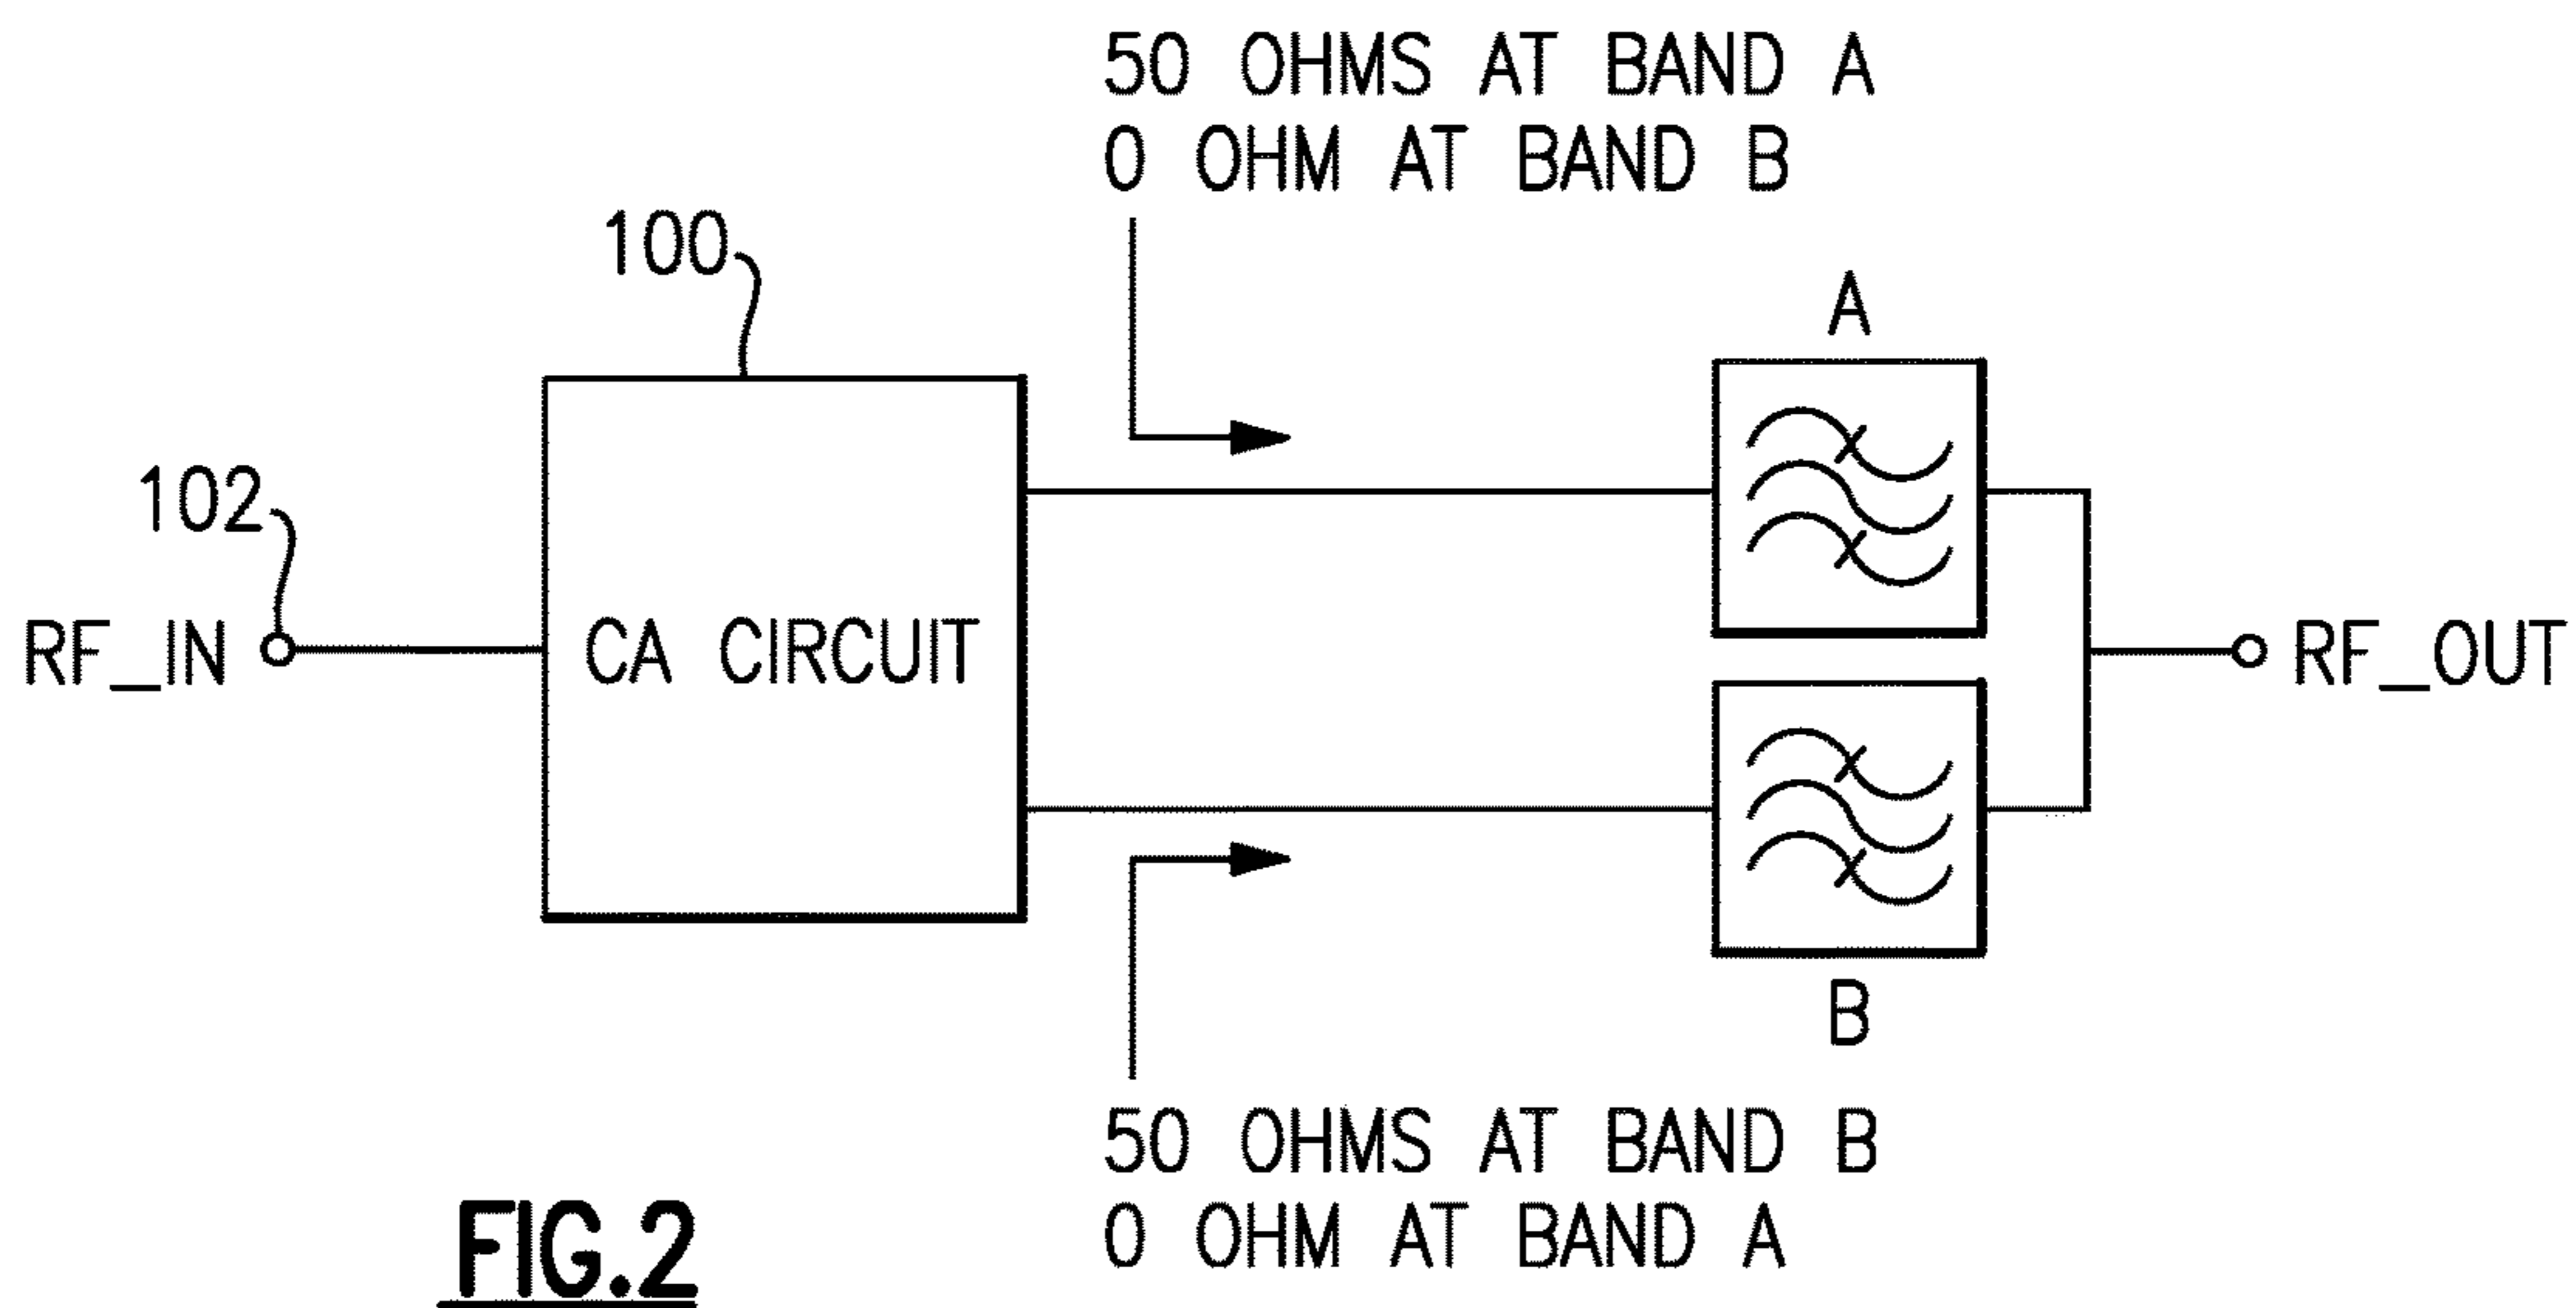 50 OHMS AT BAND A
0 OHM AT BAND B
100
A
102
RF_IN
CA CIRCUIT
RF_OUT
B
50 OHMS AT BAND B
0 OHM AT BAND A
FIG.2